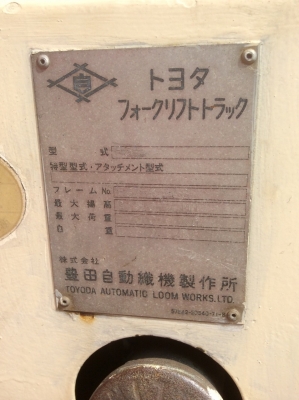 自
トヨタ
フォークリフトトラック
型式
特型型式・アタッチメント型式
フレームNo.
最大揚高
最大荷重
自重
株式会社
豊田自動織機製作所
TOYODA AUTOMATIC LOOM WORKS, LTD.